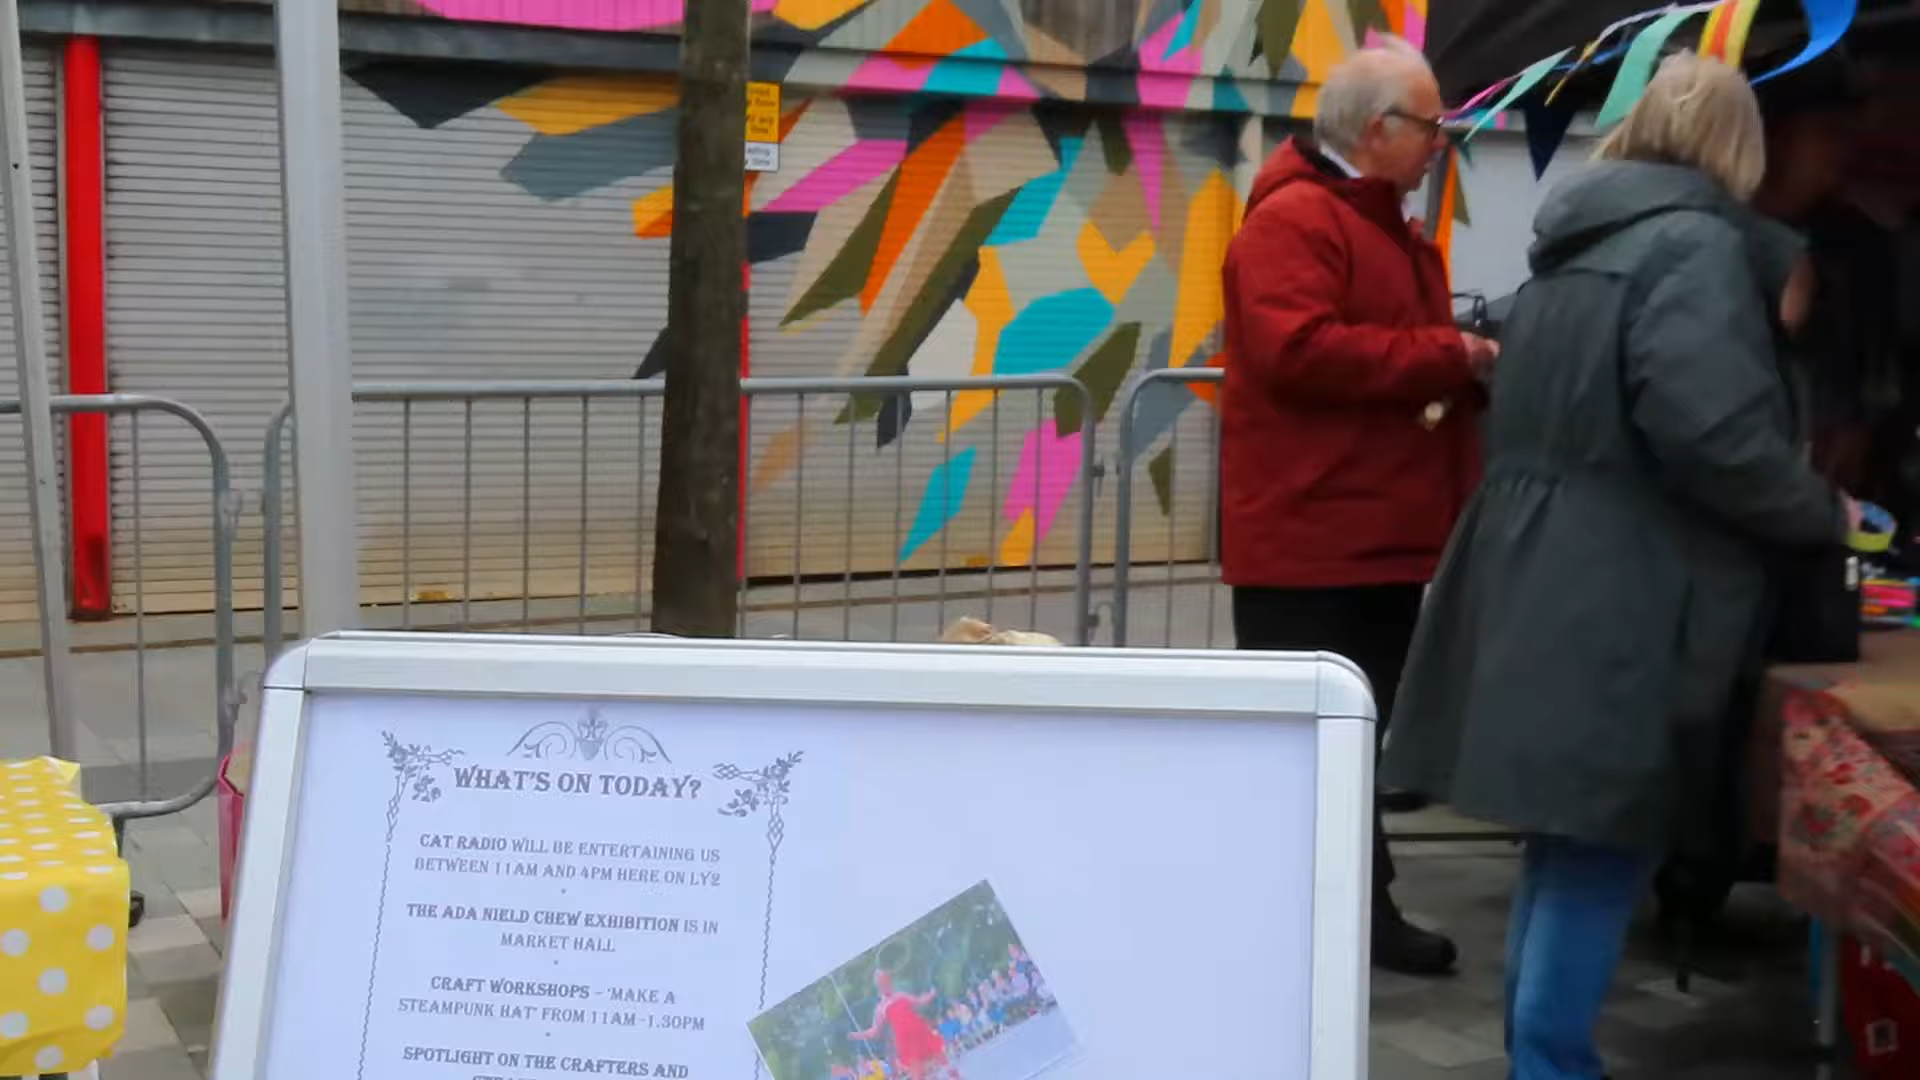 WHAT'S ON TODAY?
CAT RADIO WILL BE ENTERTAINING US
BETWEEN 11AM AND 4PM HERE ON LY2
THE ADA NIELD CHEW EXHIBITION IS IN
MARKET HALL
CRAFT WORKSHOPS – 'MAKE A
STEAMPUNK HAT' FROM 11AM-1.30PM
SPOTLIGHT ON THE CRAFTERS AND